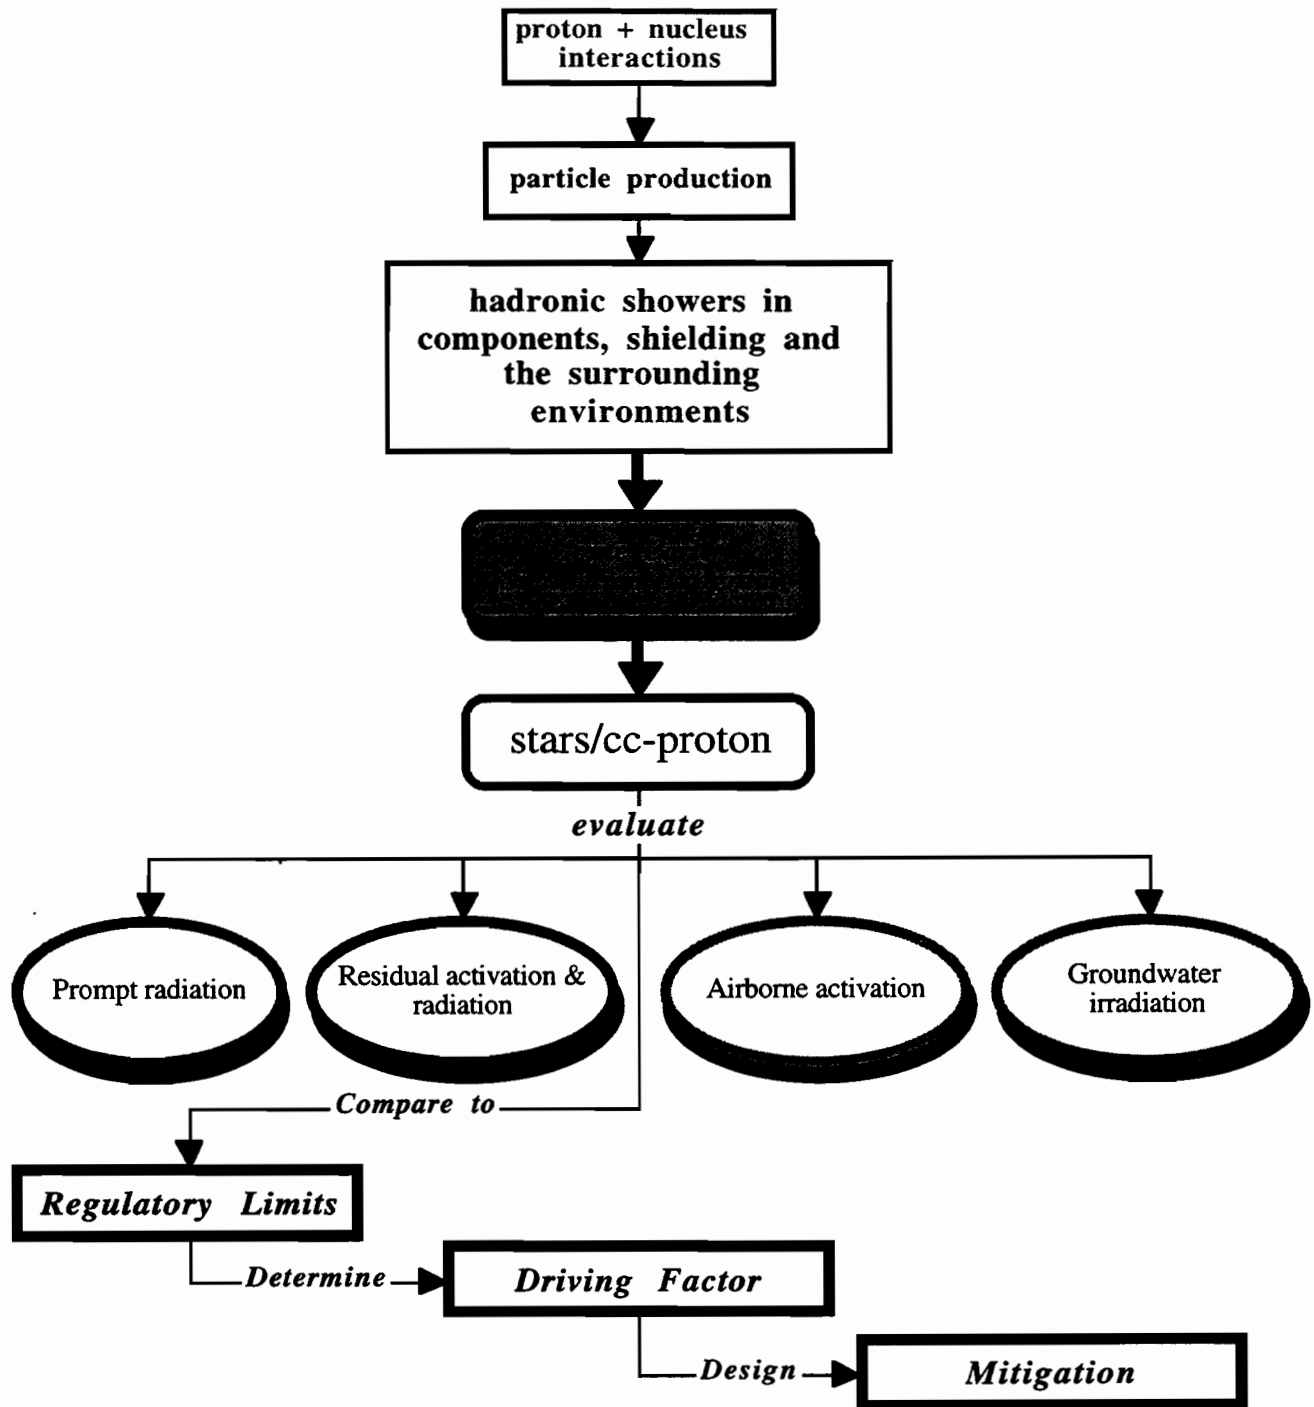 proton + nucleus
interactions
particle production
hadronic showers in
components, shielding and
the surrounding
environments
stars/cc-proton
evaluate
Prompt radiation
Residual activation &
radiation
Airborne activation
Groundwater
irradiation
Compare to
Regulatory Limits
Determine
Driving Factor
Design
Mitigation